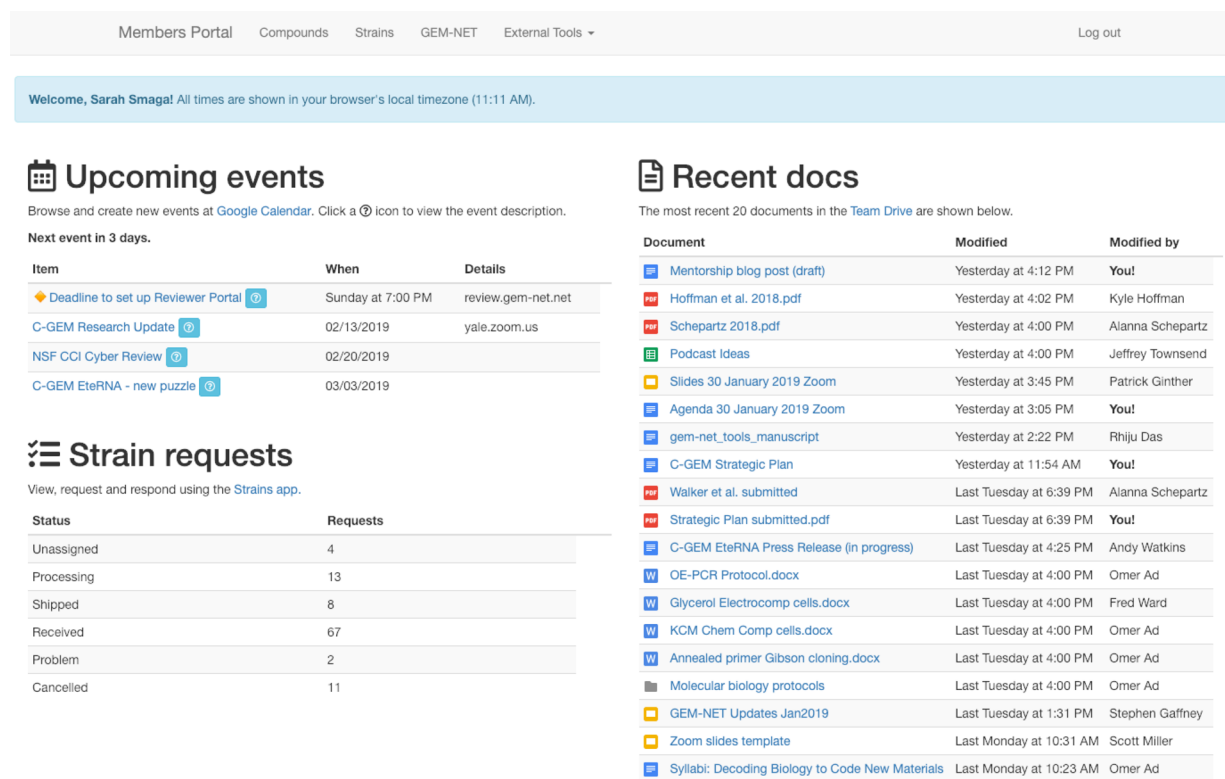 Members Portal Compounds Strains GEM-NET External Tools Log out
Welcome, Sarah Smaga! All times are shown in your browser's local timezone (11:11 AM).
Upcoming events
Browse and create new events at Google Calendar. Click a ? icon to view the event description.
Next event in 3 days.
Item When Details
Deadline to set up Reviewer Portal ? Sunday at 7:00 PM review.gem-net.net
C-GEM Research Update ? 02/13/2019 yale.zoom.us
NSF CCI Cyber Review ? 02/20/2019
C-GEM EteRNA - new puzzle ? 03/03/2019
Strain requests
View, request and respond using the Strains app.
Status Requests
Unassigned 4
Processing 13
Shipped 8
Received 67
Problem 2
Cancelled 11
Recent docs
The most recent 20 documents in the Team Drive are shown below.
Document Modified Modified by
Mentorship blog post (draft) Yesterday at 4:12 PM You!
PDF Hoffman et al. 2018.pdf Yesterday at 4:02 PM Kyle Hoffman
PDF Schepartz 2018.pdf Yesterday at 4:00 PM Alanna Schepartz
Podcast Ideas Yesterday at 4:00 PM Jeffrey Townsend
Slides 30 January 2019 Zoom Yesterday at 3:45 PM Patrick Ginther
Agenda 30 January 2019 Zoom Yesterday at 3:05 PM You!
gem-net_tools_manuscript Yesterday at 2:22 PM Rhiju Das
C-GEM Strategic Plan Yesterday at 11:54 AM You!
PDF Walker et al. submitted Last Tuesday at 6:39 PM Alanna Schepartz
PDF Strategic Plan submitted.pdf Last Tuesday at 6:39 PM You!
C-GEM EteRNA Press Release (in progress) Last Tuesday at 4:25 PM Andy Watkins
W OE-PCR Protocol.docx Last Tuesday at 4:00 PM Omer Ad
W Glycerol Electrocomp cells.docx Last Tuesday at 4:00 PM Fred Ward
W KCM Chem Comp cells.docx Last Tuesday at 4:00 PM Omer Ad
W Annealed primer Gibson cloning.docx Last Tuesday at 4:00 PM Omer Ad
Molecular biology protocols Last Tuesday at 4:00 PM Omer Ad
GEM-NET Updates Jan2019 Last Tuesday at 1:31 PM Stephen Gaffney
Zoom slides template Last Monday at 10:31 AM Scott Miller
Syllabi: Decoding Biology to Code New Materials Last Monday at 10:23 AM Omer Ad